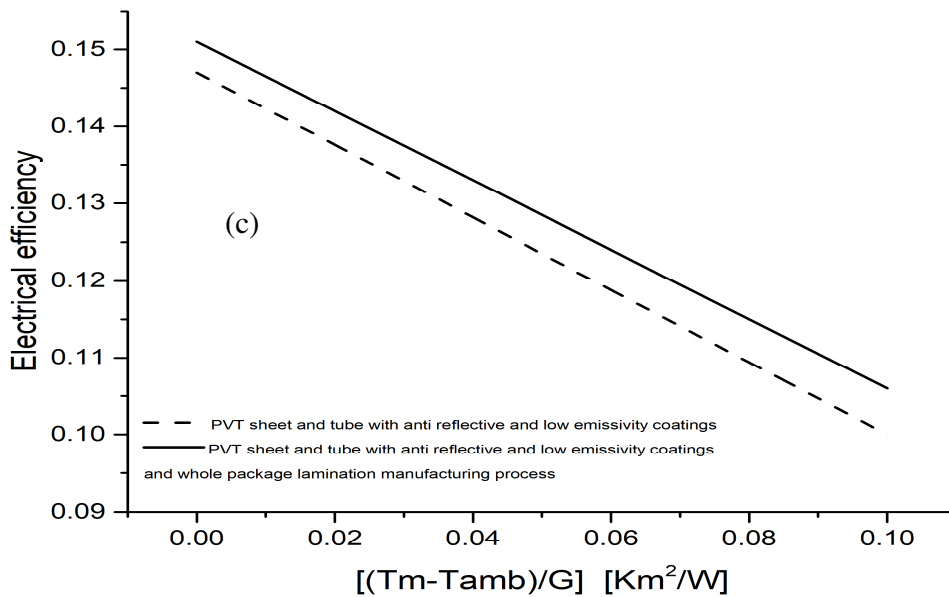 0.15
0.14
0.13
0.12
0.11
0.10
0.09
Electrical efficiency
(c)
PVT sheet and tube with anti reflective and low emissivity coatings
PVT sheet and tube with anti reflective and low emissivity coatings
and whole package lamination manufacturing process
0.00 0.02 0.04 0.06 0.08 0.10
[(Tm-Tamb)/G] [Km²/W]